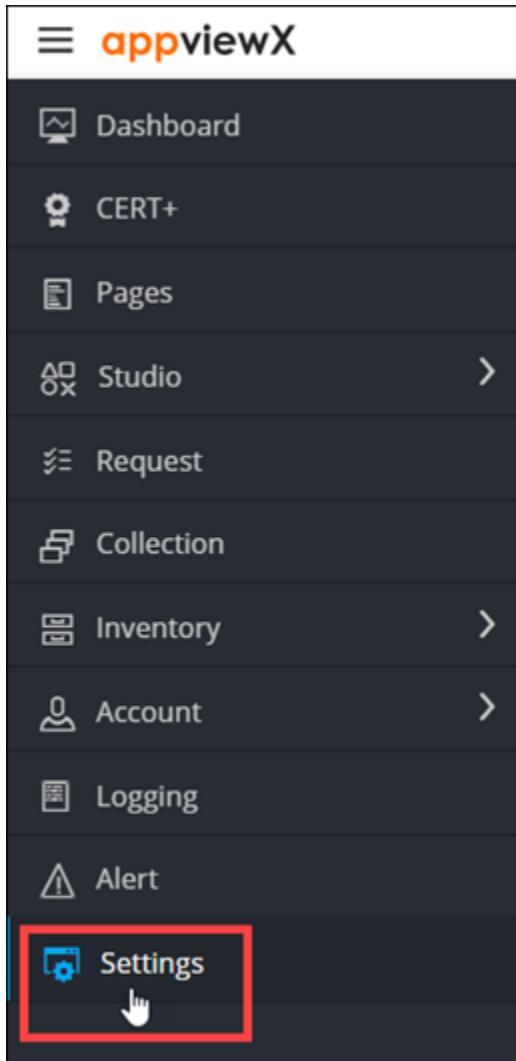 appviewX
Dashboard
CERT+
Pages
Studio
Request
Collection
Inventory
Account
Logging
Alert
Settings